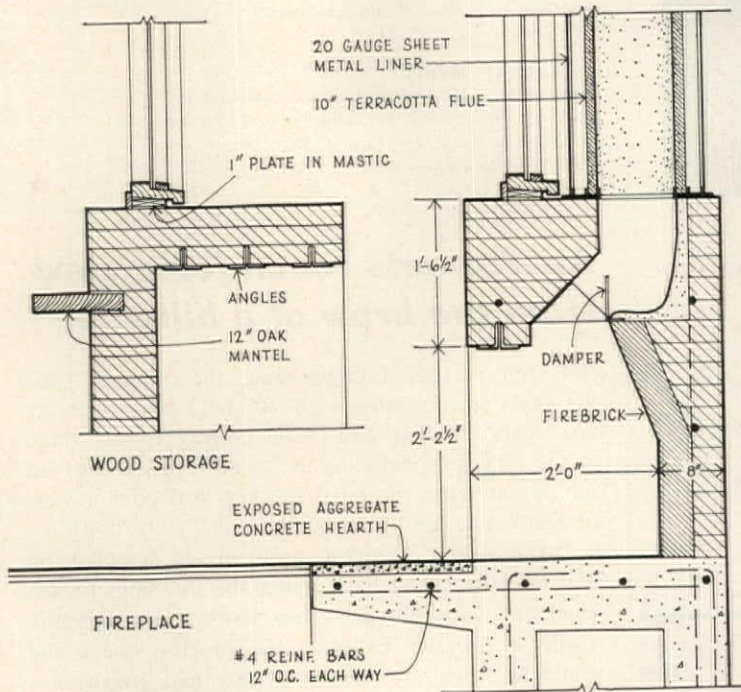 20 GAUGE SHEET
METAL LINER
10" TERRACOTTA FLUE
1" PLATE IN MASTIC
1'-6½"
ANGLES
12" OAK
MANTEL
DAMPER
FIREBRICK
2'-2½"
WOOD STORAGE
2'-0"
8"
EXPOSED AGGREGATE
CONCRETE HEARTH
FIREPLACE
#4 REINF. BARS
12" O.C. EACH WAY